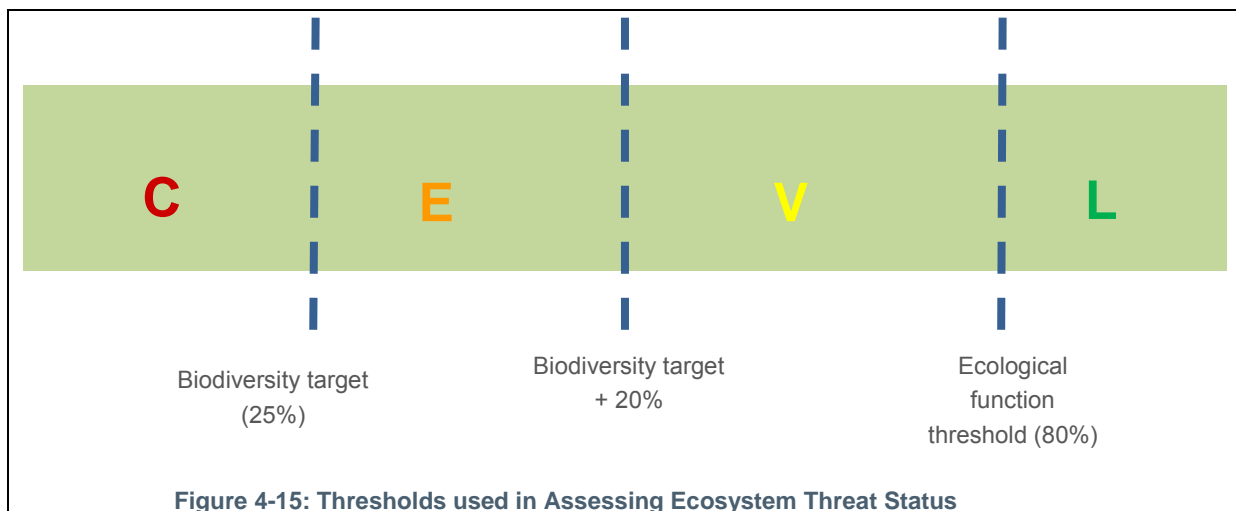 C E V L
Biodiversity target
(25%)
Biodiversity target
+ 20%
Ecological
function
threshold (80%)
Figure 4-15: Thresholds used in Assessing Ecosystem Threat Status